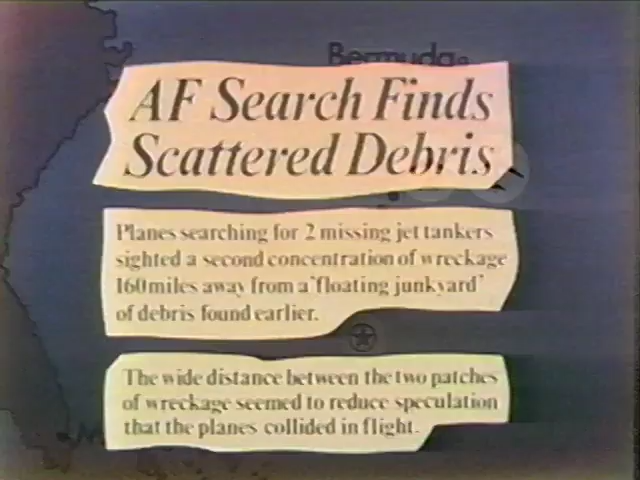 Bermuda
AF Search Finds
Scattered Debris
Planes searching for 2 missing jet tankers
sighted a second concentration of wreckage
160 miles away from a 'floating junkyard'
of debris found earlier.
The wide distance between the two patches
of wreckage seemed to reduce speculation
that the planes collided in flight.